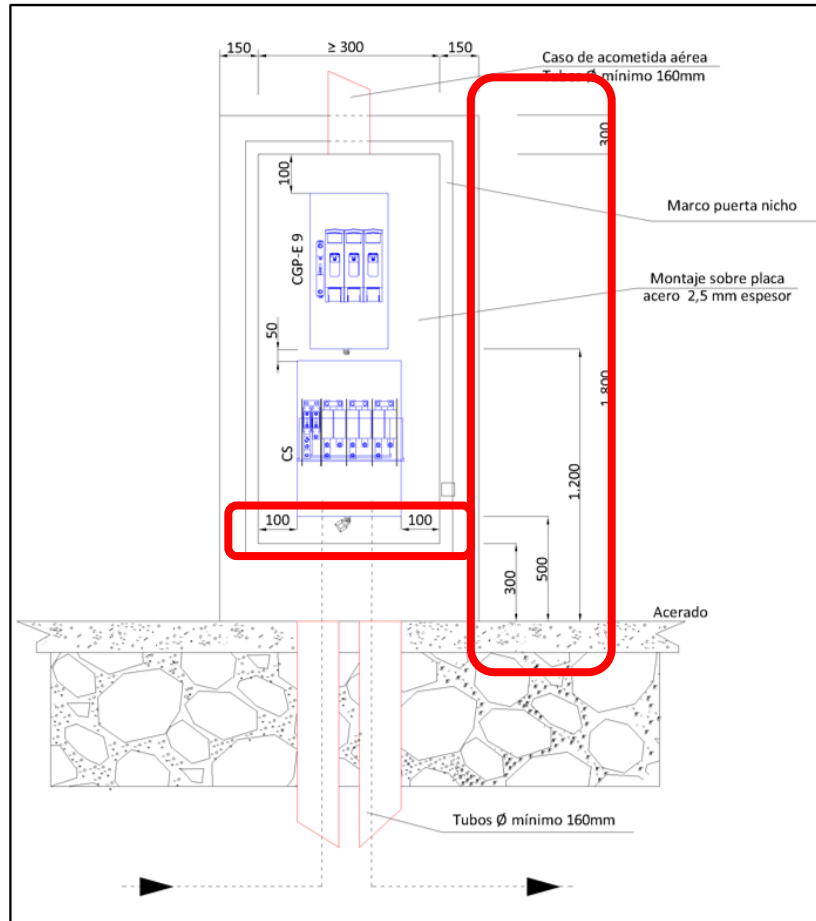 150
≥ 300
150
Caso de acometida aérea
Tubos Ø mínimo 160mm
300
100
Marco puerta nicho
CGP-E 9
Montaje sobre placa
acero 2,5 mm espesor
50
1.800
CS
1.200
100
100
500
300
Acerado
Tubos Ø mínimo 160mm